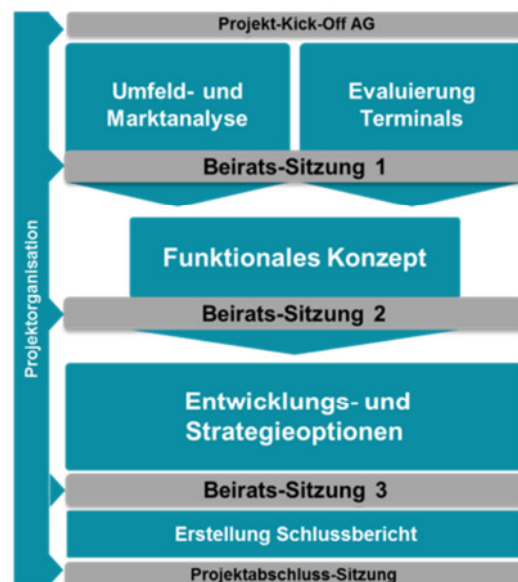 Projekt-Kick-Off AG
Umfeld- und
Marktanalyse
Evaluierung
Terminals
Beirats-Sitzung 1
Funktionales Konzept
Beirats-Sitzung 2
Entwicklungs- und
Strategieoptionen
Beirats-Sitzung 3
Erstellung Schlussbericht
Projektabschluss-Sitzung
Projektorganisation